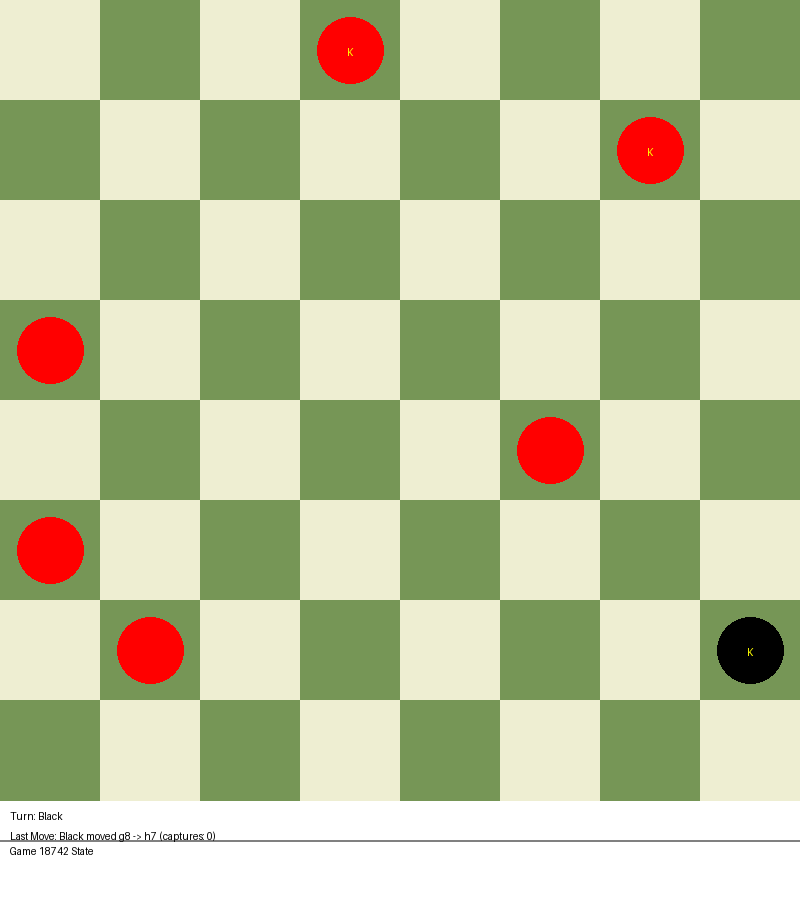 K
K
K
Turn: Black
Last Move: Black moved g8 -> h7 (captures: 0)
Game 18742 State